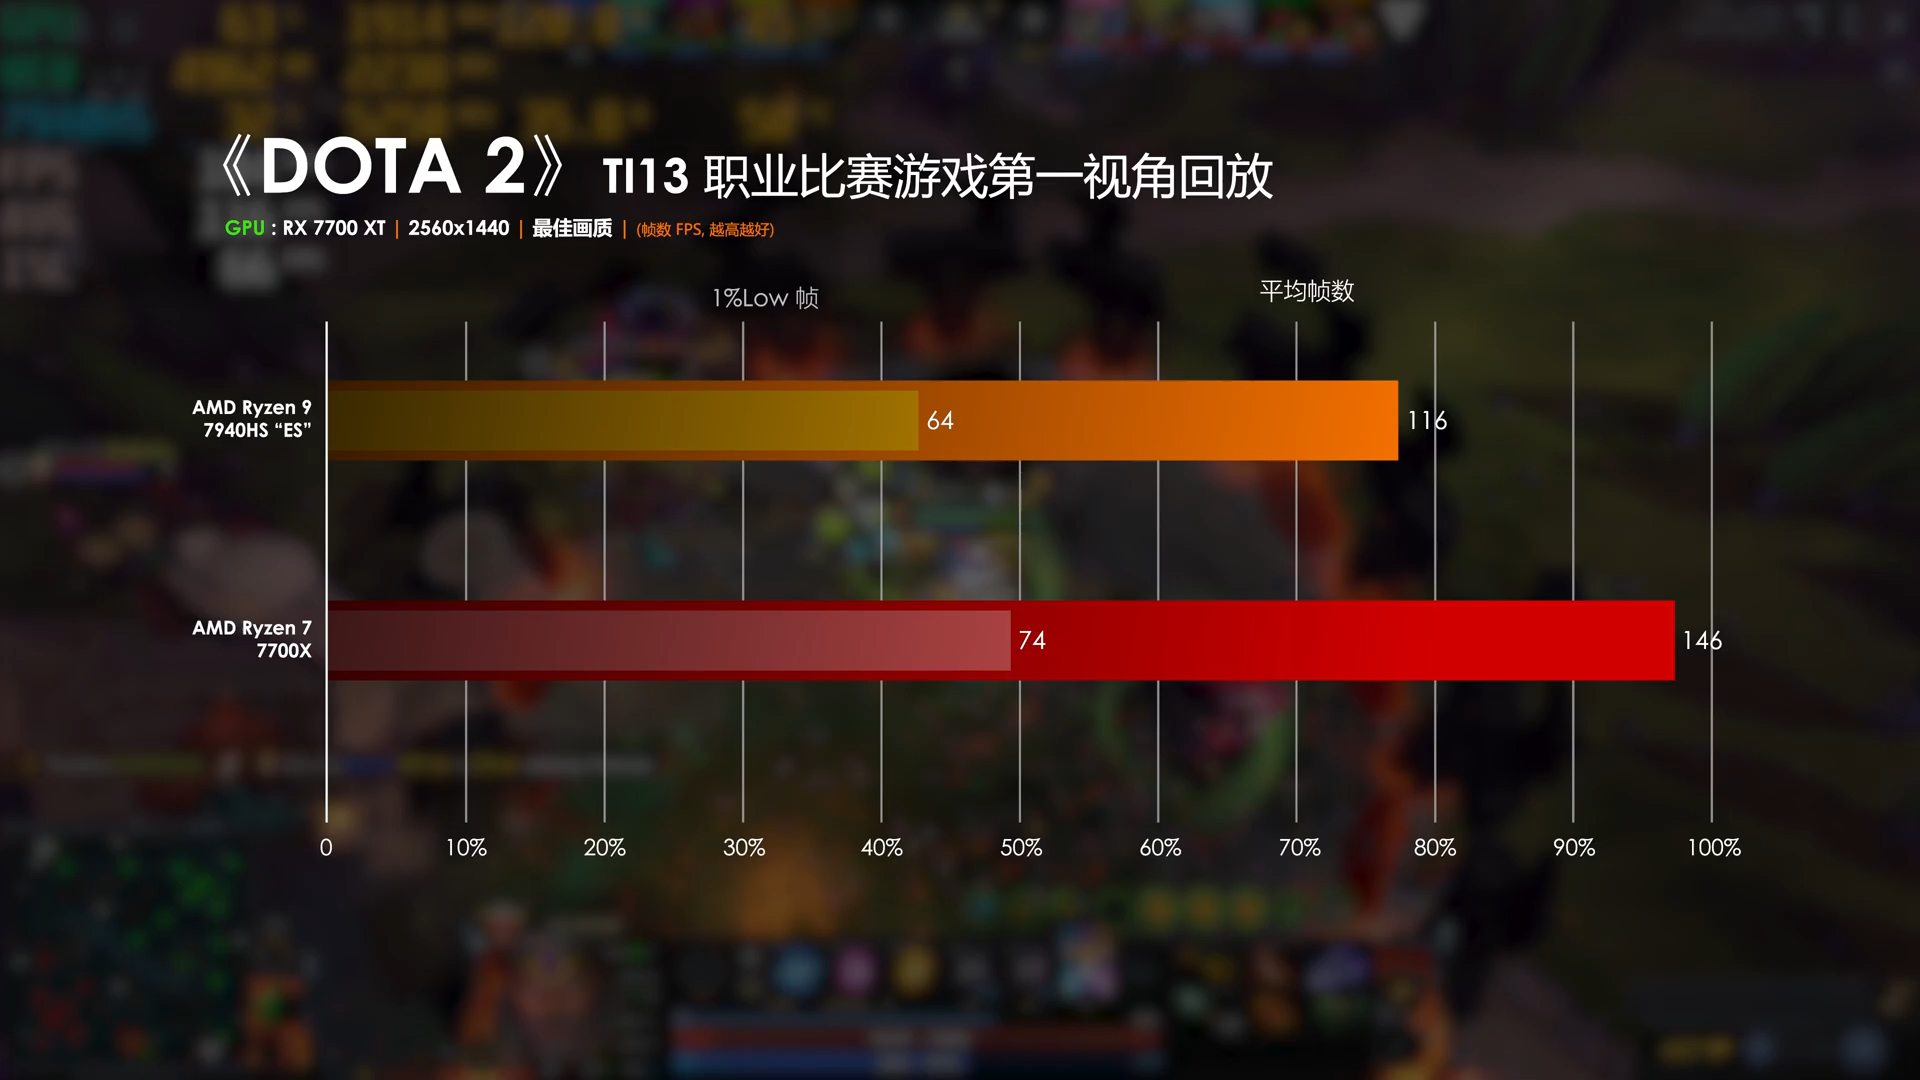 《DOTA 2》 TI13 职业比赛游戏第一视角回放
GPU : RX 7700 XT | 2560x1440 | 最佳画质 | (帧数 FPS, 越高越好)
1%Low 帧
平均帧数
AMD Ryzen 9
7940HS “ES”
64
116
AMD Ryzen 7
7700X
74
146
0 10% 20% 30% 40% 50% 60% 70% 80% 90% 100%